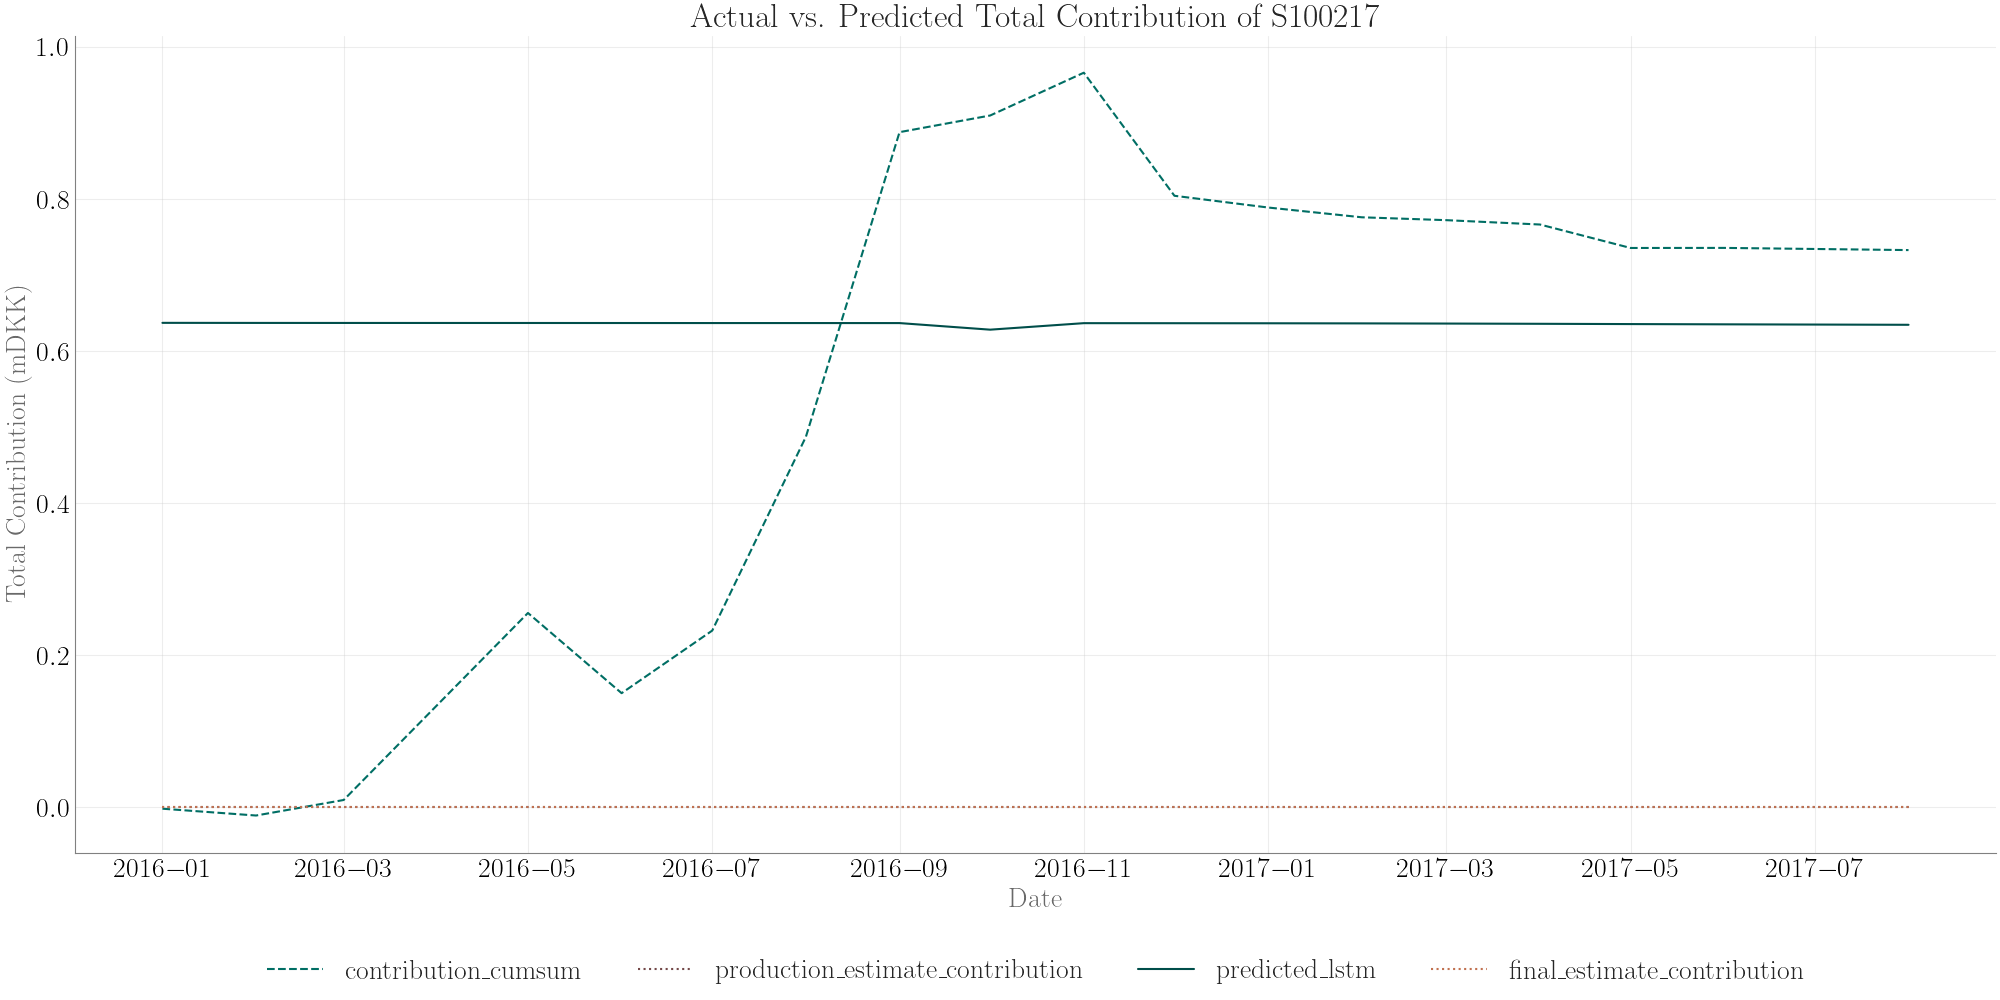 Actual vs. Predicted Total Contribution of S100217
Total Contribution (mDKK)
1.0
0.8
0.6
0.4
0.2
0.0
2016–01 2016–03 2016–05 2016–07 2016–09 2016–11 2017–01 2017–03 2017–05 2017–07
Date
contribution_cumsum production_estimate_contribution predicted_lstm final_estimate_contribution